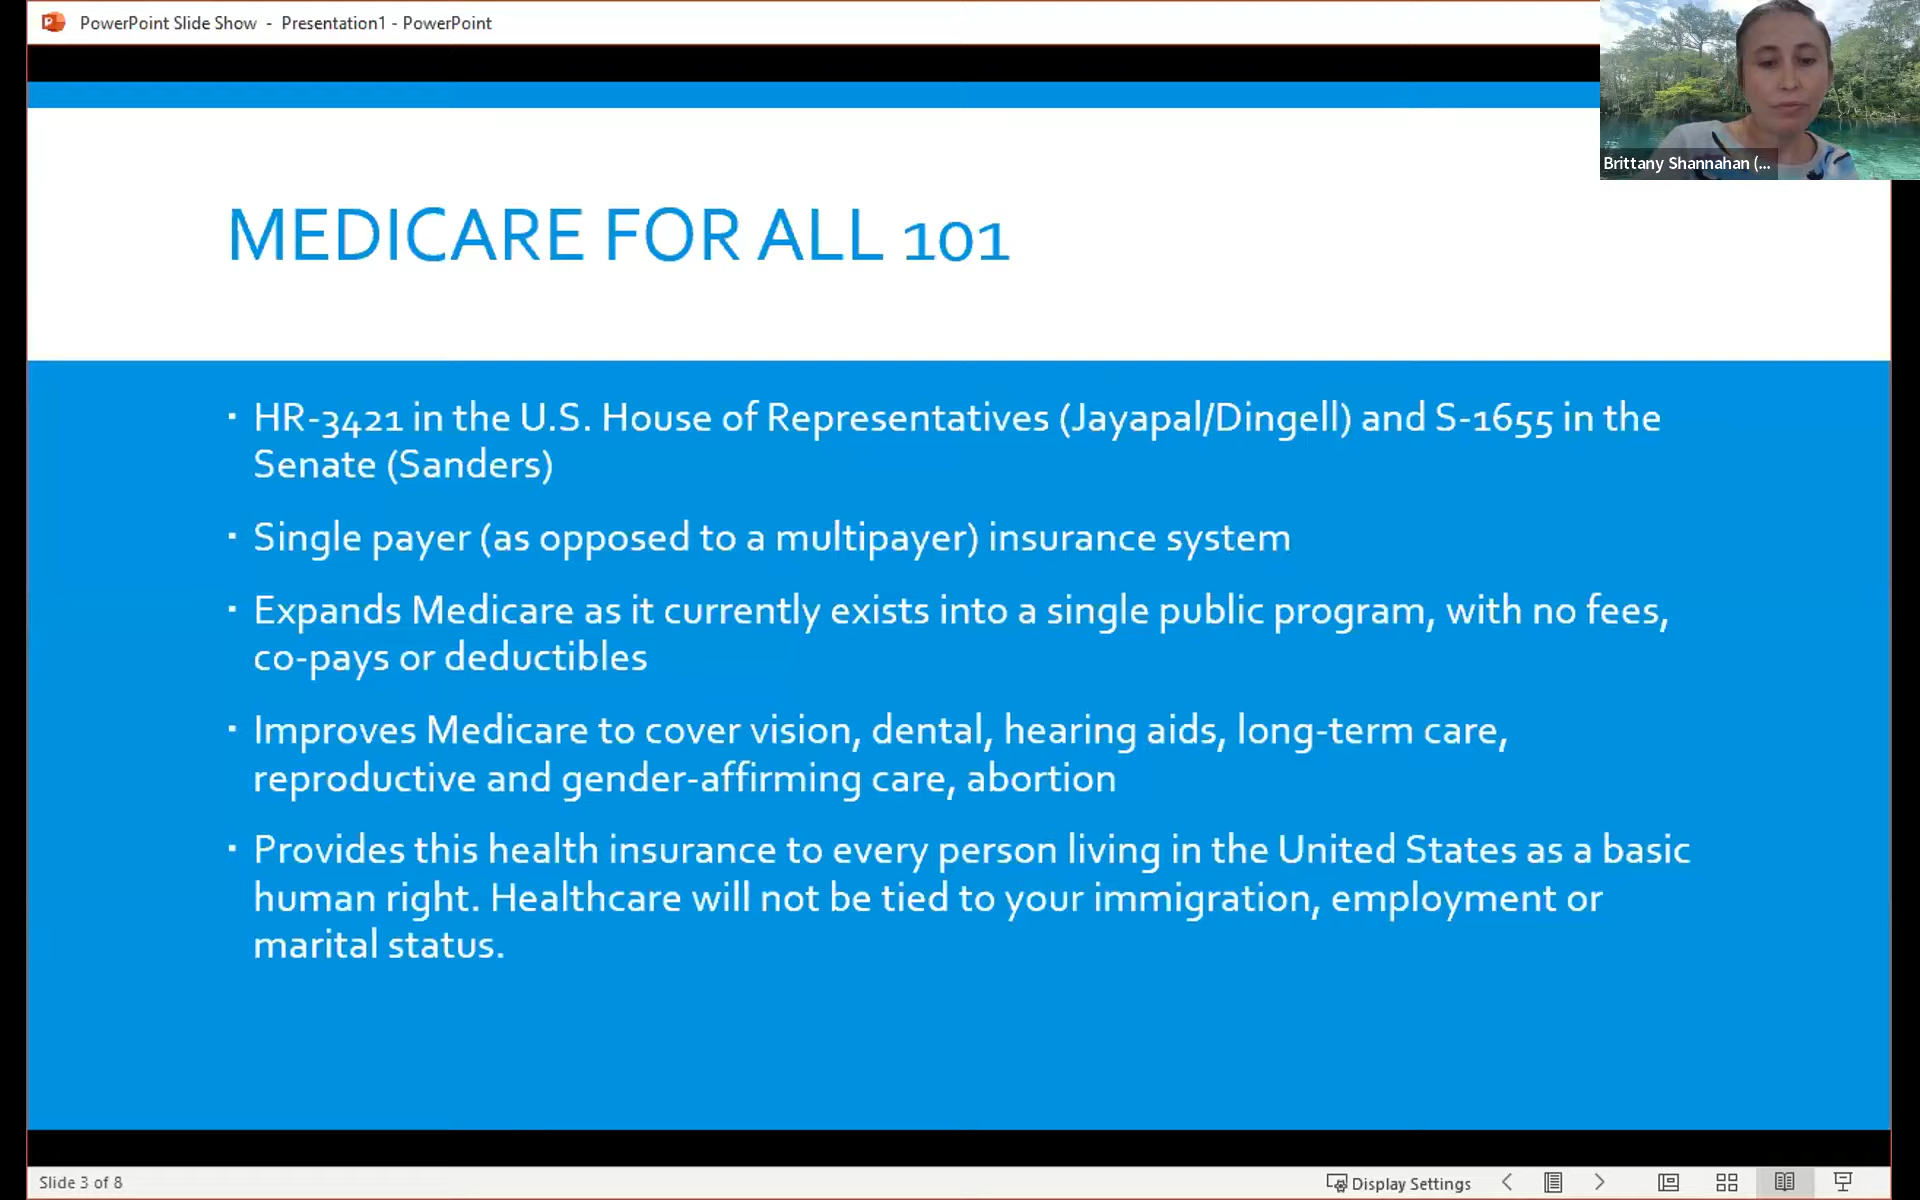 PowerPoint Slide Show - Presentation1 - PowerPoint
Brittany Shannahan (...
MEDICARE FOR ALL 101
▪ HR-3421 in the U.S. House of Representatives (Jayapal/Dingell) and S-1655 in the
Senate (Sanders)
▪ Single payer (as opposed to a multipayer) insurance system
▪ Expands Medicare as it currently exists into a single public program, with no fees,
co-pays or deductibles
▪ Improves Medicare to cover vision, dental, hearing aids, long-term care,
reproductive and gender-affirming care, abortion
▪ Provides this health insurance to every person living in the United States as a basic
human right. Healthcare will not be tied to your immigration, employment or
marital status.
Slide 3 of 8
Display Settings